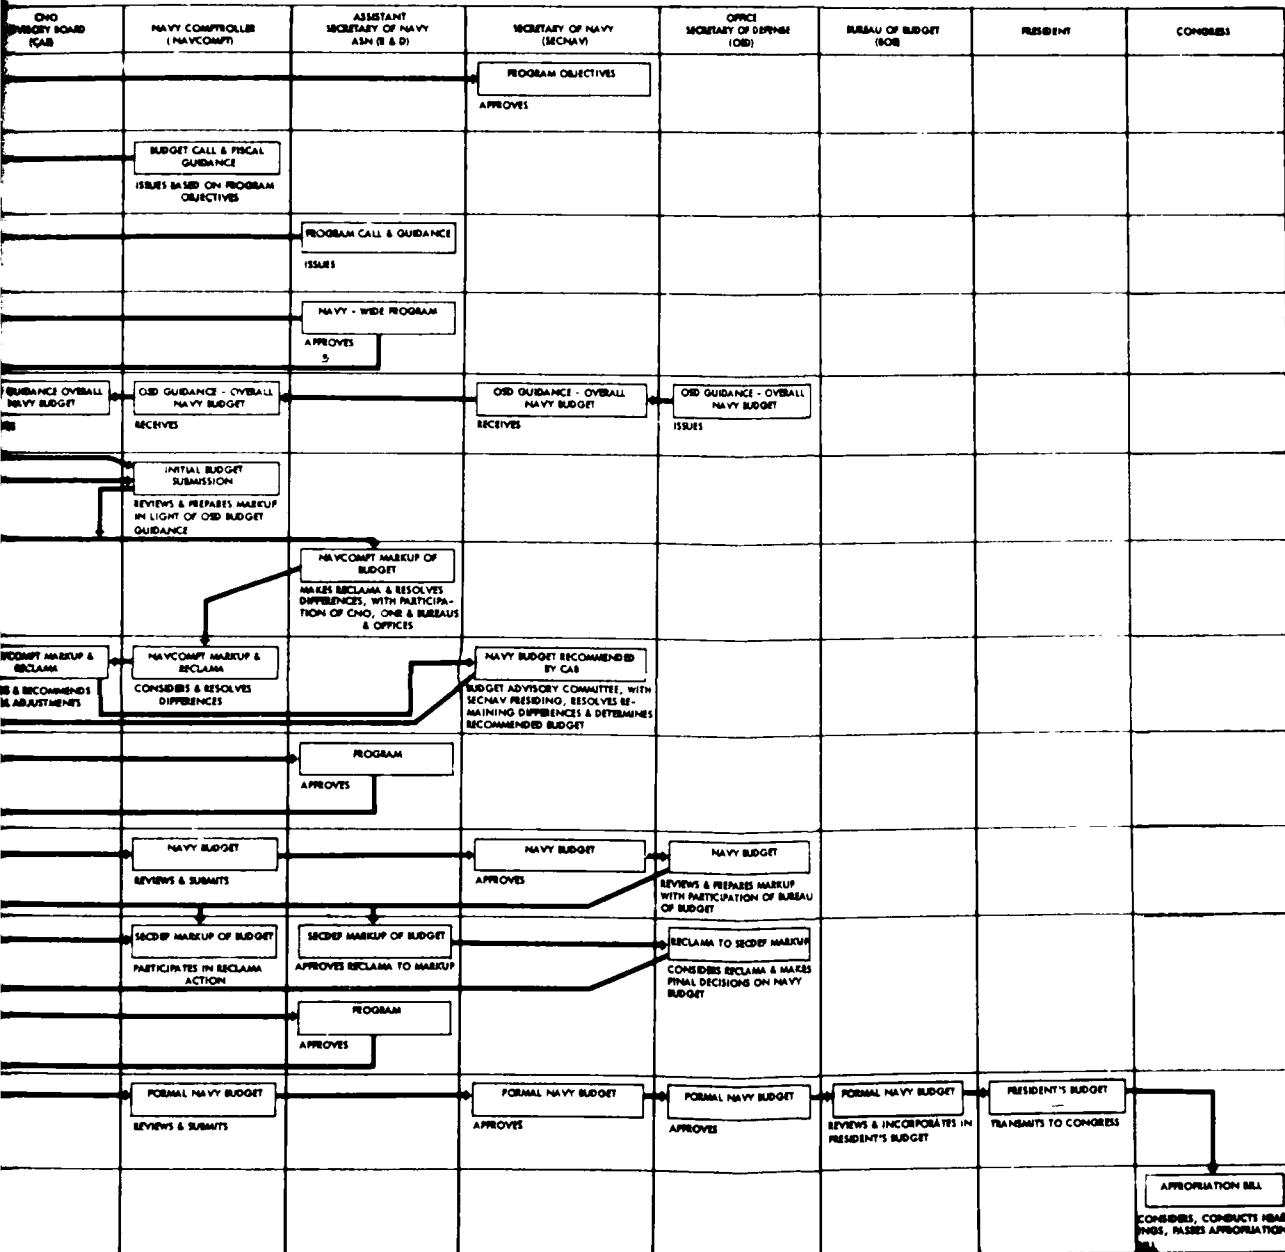 CNO
ADVISORY BOARD
(CAB)
NAVY COMPTROLLER
(NAVCOMPT)
ASSISTANT
SECRETARY OF NAVY
ASN (R & D)
SECRETARY OF NAVY
(SECNAV)
OFFICE
SECRETARY OF DEFENSE
(OSD)
BUREAU OF BUDGET
(BOB)
PRESIDENT
CONGRESS
PROGRAM OBJECTIVES
APPROVES
BUDGET CALL & FISCAL
GUIDANCE
ISSUES BASED ON PROGRAM
OBJECTIVES
PROGRAM CALL & GUIDANCE
ISSUES
NAVY - WIDE PROGRAM
APPROVES
GUIDANCE OVERALL
NAVY BUDGET
OSD GUIDANCE - OVERALL
NAVY BUDGET
RECEIVES
OSD GUIDANCE - OVERALL
NAVY BUDGET
RECEIVES
OSD GUIDANCE - OVERALL
NAVY BUDGET
ISSUES
INITIAL BUDGET
SUBMISSION
REVIEWS & PREPARES MARKUP
IN LIGHT OF OSD BUDGET
GUIDANCE
NAVCOMPT MARKUP OF
BUDGET
MAKES RECLAMA & RESOLVES
DIFFERENCES, WITH PARTICIPA-
TION OF CNO, ONR & BUREAUS
& OFFICES
MARKUP &
RECLAMA
& RECOMMENDS
ADJUSTMENTS
NAVCOMPT MARKUP &
RECLAMA
CONSIDERS & RESOLVES
DIFFERENCES
NAVY BUDGET RECOMMENDED
BY CAB
BUDGET ADVISORY COMMITTEE, WITH
SECNAV PRESIDING, RESOLVES RE-
MAINING DIFFERENCES & DETERMINES
RECOMMENDED BUDGET
PROGRAM
APPROVES
NAVY BUDGET
REVIEWS & SUBMITS
NAVY BUDGET
APPROVES
NAVY BUDGET
REVIEWS & PREPARES MARKUP
WITH PARTICIPATION OF BUREAU
OF BUDGET
SECDEF MARKUP OF BUDGET
PARTICIPATES IN RECLAMA
ACTION
SECDEF MARKUP OF BUDGET
APPROVES RECLAMA TO MARKUP
RECLAMA TO SECDEF MARKUP
CONSIDERS RECLAMA & MAKES
FINAL DECISIONS ON NAVY
BUDGET
PROGRAM
APPROVES
FORMAL NAVY BUDGET
REVIEWS & SUBMITS
FORMAL NAVY BUDGET
APPROVES
FORMAL NAVY BUDGET
APPROVES
FORMAL NAVY BUDGET
REVIEWS & INCORPORATES IN
PRESIDENT'S BUDGET
PRESIDENT'S BUDGET
TRANSMITS TO CONGRESS
APPROPRIATION BILL
CONSIDERS, CONDUCTS HEAR
INGS, PASSES APPROPRIATION
BILL